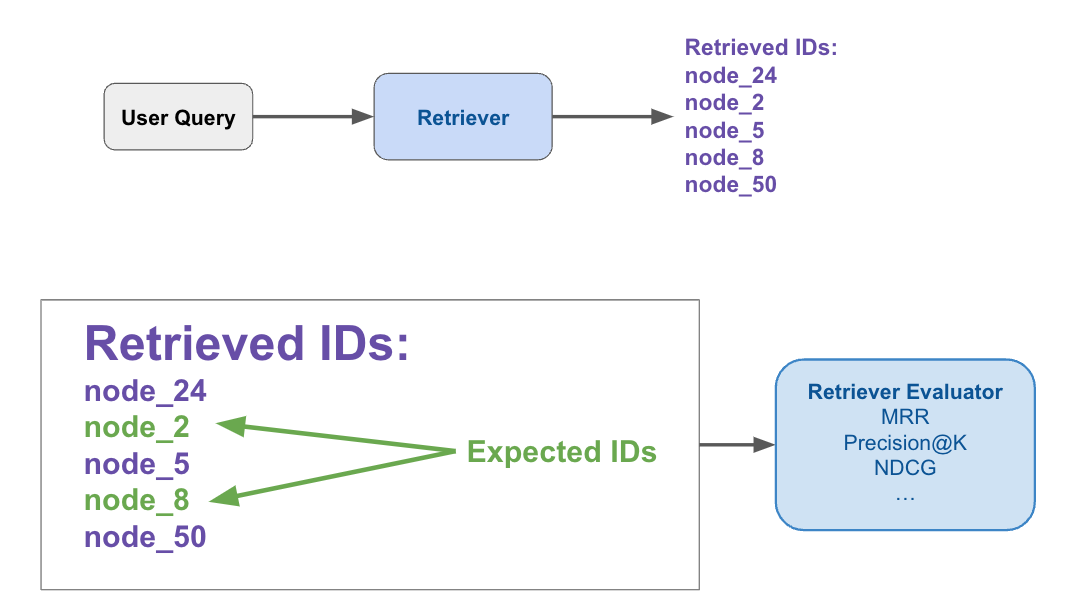 User Query
Retriever
Retrieved IDs:
node_24
node_2
node_5
node_8
node_50
Retrieved IDs:
node_24
node_2
node_5
node_8
node_50
Expected IDs
Retriever Evaluator
MRR
Precision@K
NDCG
…